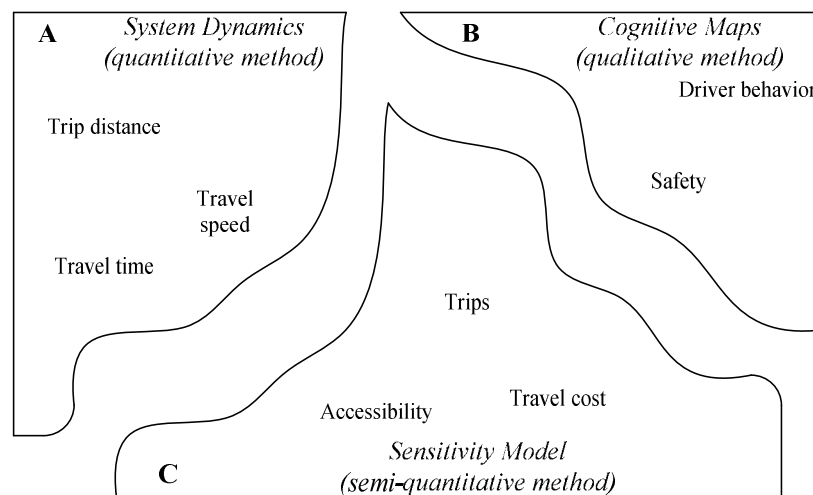 A
System Dynamics
(quantitative method)
Trip distance
Travel
speed
Travel time
B
Cognitive Maps
(qualitative method)
Driver behavior
Safety
Trips
Accessibility
Travel cost
C
Sensitivity Model
(semi-quantitative method)